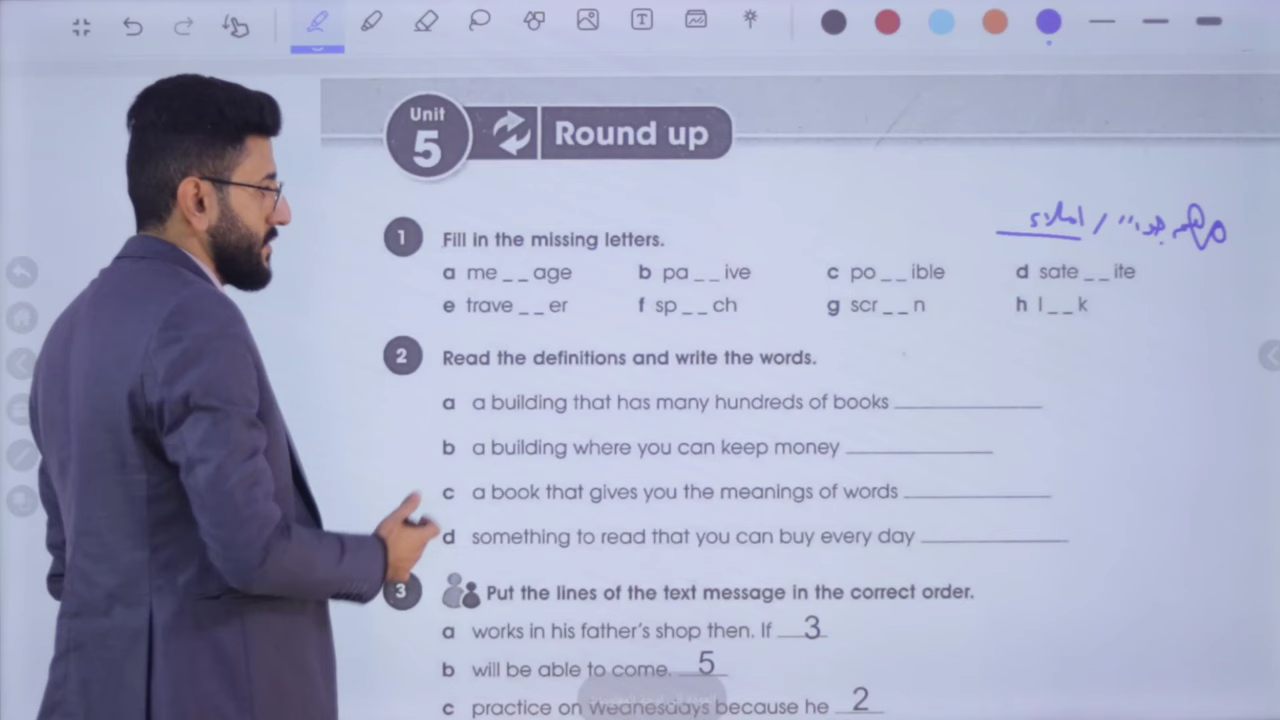 Unit
5 Round up
1 Fill in the missing letters.
a me _ _ age b pa _ _ ive c po _ _ ible d sate _ _ ite
e trave _ _ er f sp _ _ ch g scr _ _ n h l _ _ k
2 Read the definitions and write the words.
a a building that has many hundreds of books
b a building where you can keep money
c a book that gives you the meanings of words
d something to read that you can buy every day
3 Put the lines of the text message in the correct order.
a works in his father's shop then. If 3
b will be able to come. 5
c practice on Wednesdays because he 2